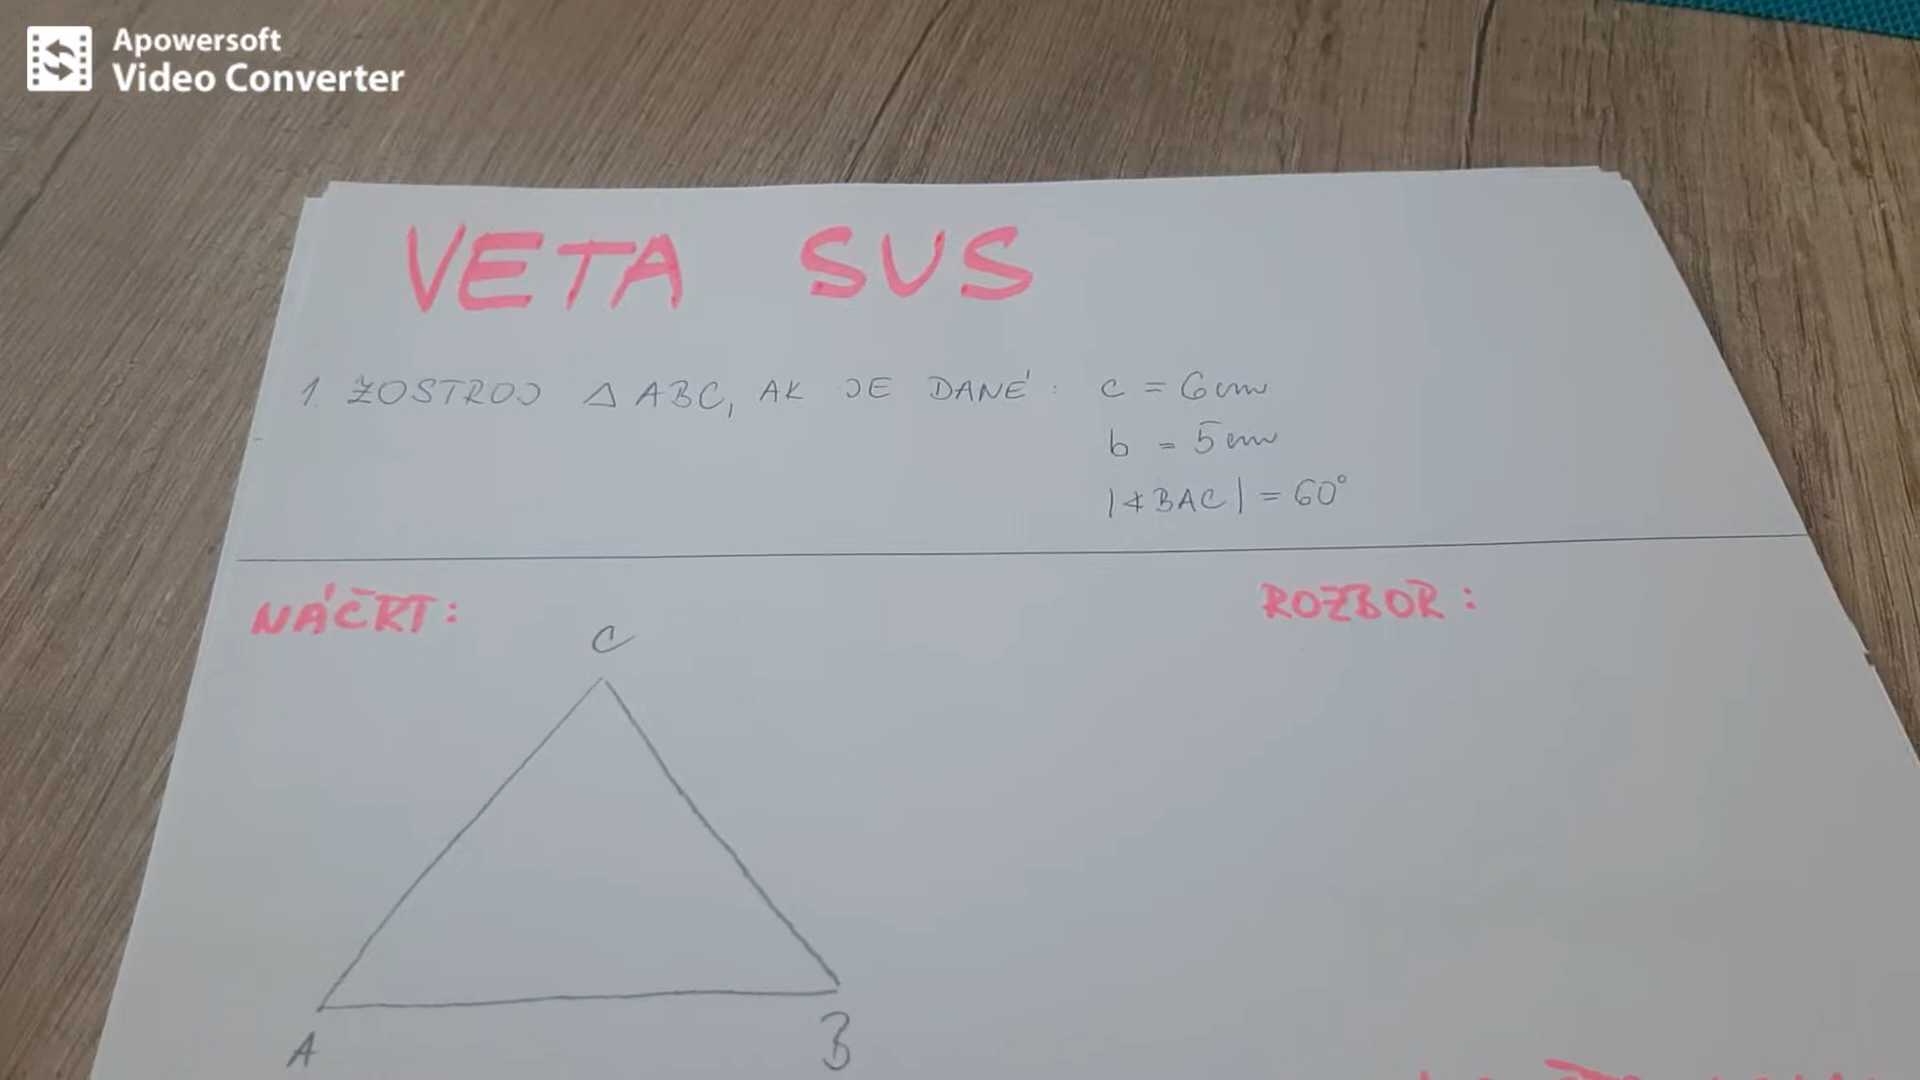 Apowersoft
Video Converter
VETA SUS
1. ZOSTROJ △ ABC, AK JE DANÉ: c = 6cm
b = 5cm
|∢BAC| = 60°
NÁČRT:
ROZBOR:
C
A
B